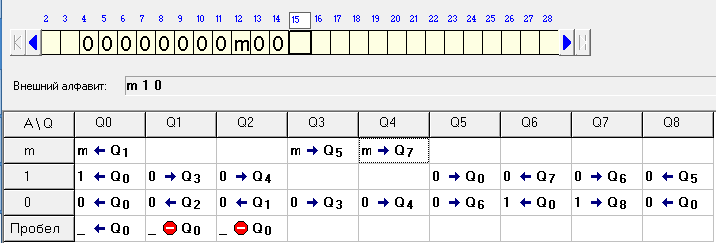 2 3 4 5 6 7 8 9 10 11 12 13 14 15 16 17 18 19 20 21 22 23 24 25 26 27 28
0 0 0 0 0 0 0 0 m 0 0
Внешний алфавит: m 1 0
A \ Q Q0 Q1 Q2 Q3 Q4 Q5 Q6 Q7 Q8
m m ← Q1 m → Q5 m → Q7
1 1 ← Q0 0 → Q3 0 → Q4 0 → Q0 0 ← Q7 0 → Q6 0 ← Q5
0 0 ← Q0 0 ← Q2 0 ← Q1 0 → Q3 0 → Q4 0 → Q6 1 ← Q0 1 → Q8 0 ← Q0
Пробел _ ← Q0 _ Q0 _ Q0